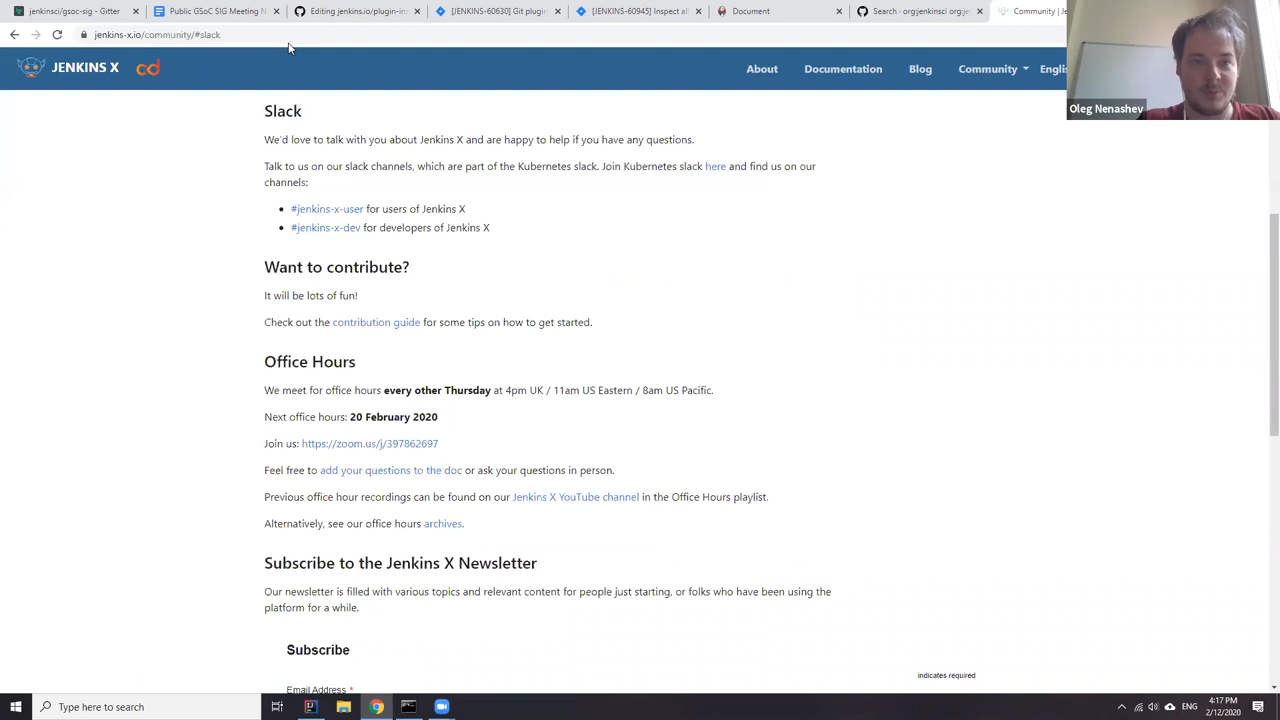 jenkinsci/gsoc-sig - Gitter
Public GSoC SIG Meeting N
Editing jenkins.io/plugin-ins
[JENKINS-60630] Git plugin
[JENKINS-60945] Inspect al
Document
Search · org:jenkinsci org:je
Community | Je
jenkins-x.io/community/#slack
JENKINS X
cd
About
Documentation
Blog
Community
Englis
Oleg Nenashev
Slack
We'd love to talk with you about Jenkins X and are happy to help if you have any questions.
Talk to us on our slack channels, which are part of the Kubernetes slack. Join Kubernetes slack here and find us on our
channels:
#jenkins-x-user for users of Jenkins X
#jenkins-x-dev for developers of Jenkins X
Want to contribute?
It will be lots of fun!
Check out the contribution guide for some tips on how to get started.
Office Hours
We meet for office hours every other Thursday at 4pm UK / 11am US Eastern / 8am US Pacific.
Next office hours: 20 February 2020
Join us: https://zoom.us/j/397862697
Feel free to add your questions to the doc or ask your questions in person.
Previous office hour recordings can be found on our Jenkins X YouTube channel in the Office Hours playlist.
Alternatively, see our office hours archives.
Subscribe to the Jenkins X Newsletter
Our newsletter is filled with various topics and relevant content for people just starting, or folks who have been using the
platform for a while.
Subscribe
indicates required
Email Address *
Type here to search
ENG
4:17 PM
2/12/2020